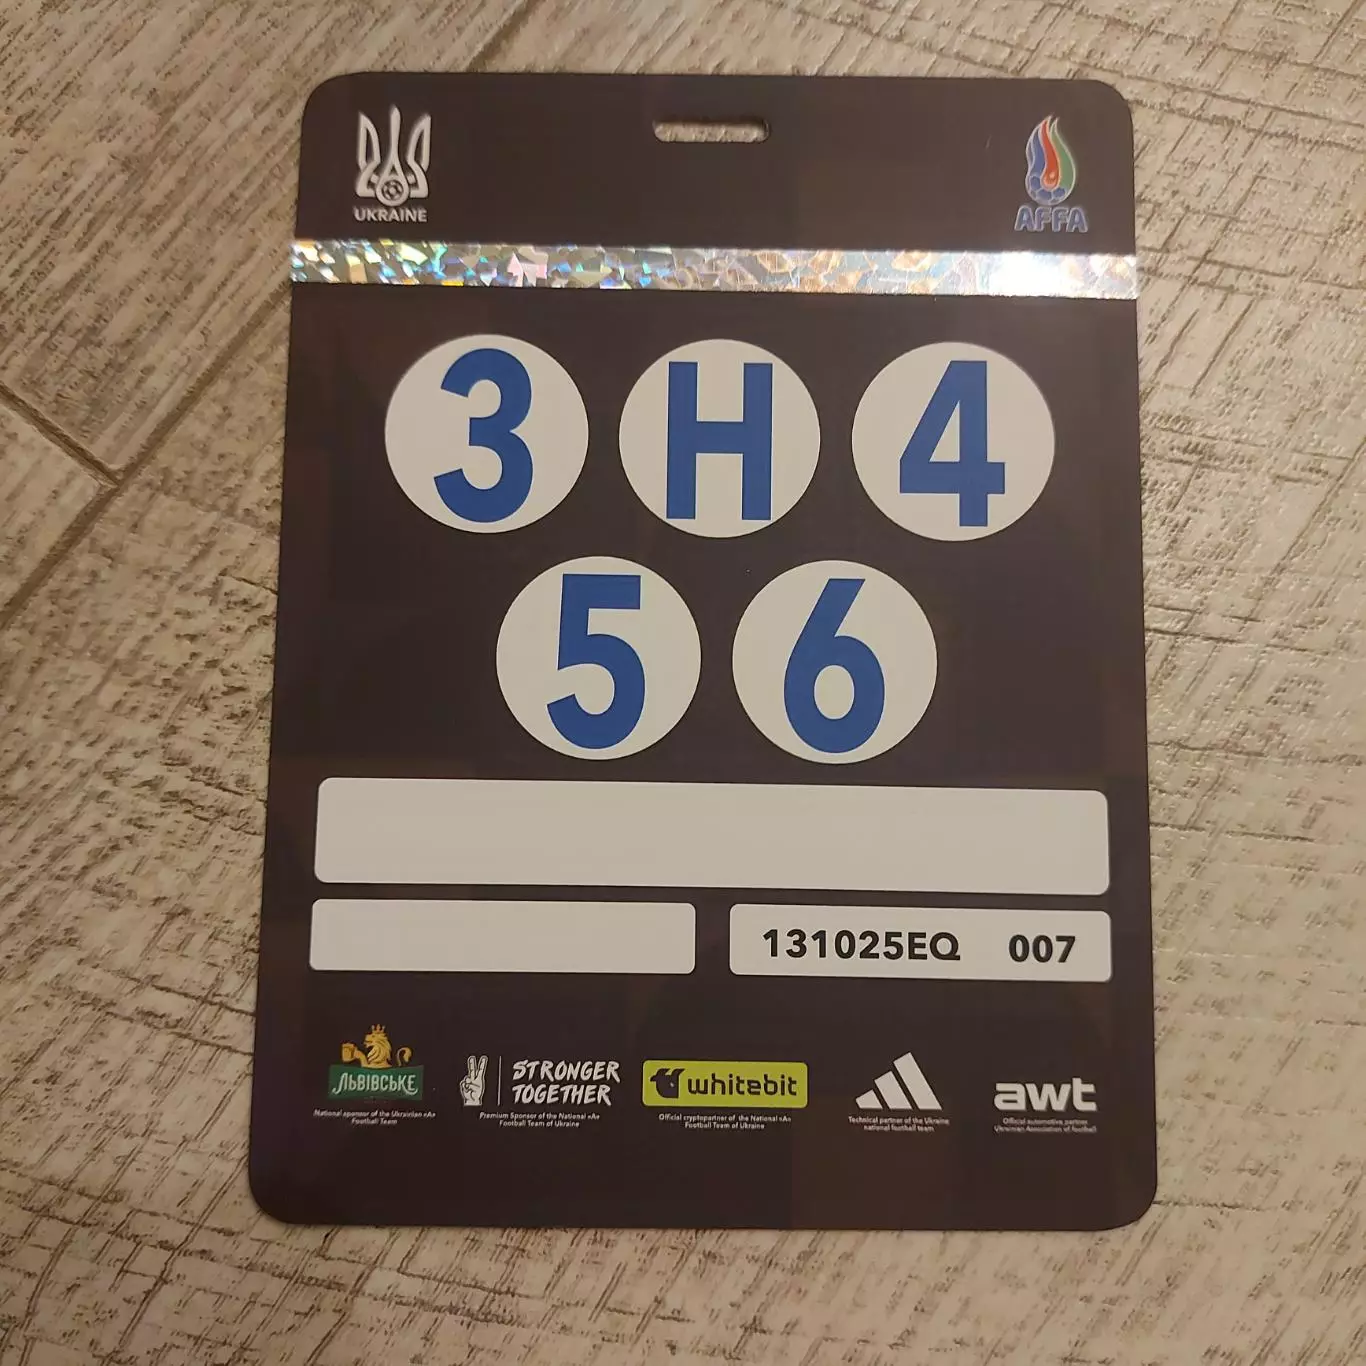 UKRAINE
AFFA
3 H 4
5 6
131025EQ 007
ЛЬВІВСЬКЕ
National sponsor of the Ukrainian «A»
Football Team
STRONGER
TOGETHER
Premium Sponsor of the National «A»
Football Team of Ukraine
whitebit
Official cryptopartner of the National «A»
Football Team of Ukraine
Technical partner of the Ukraine
national football team
awt
Official automotive partner
Ukrainian Association of football